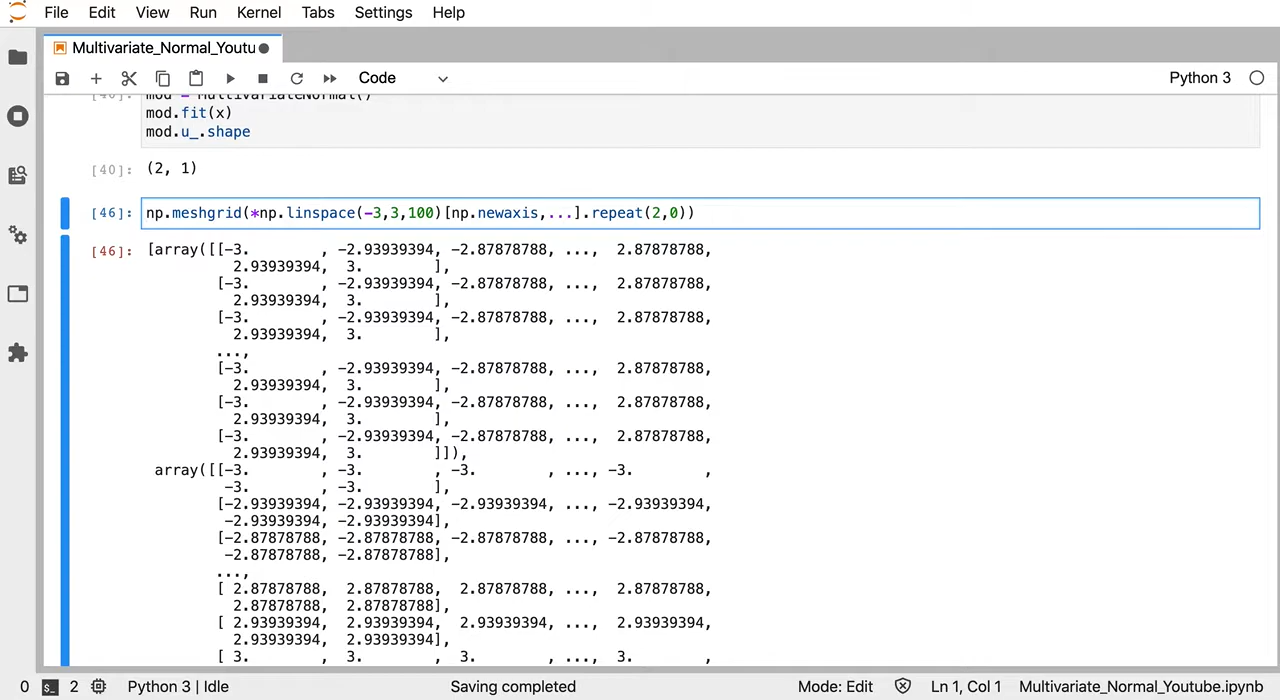 File Edit View Run Kernel Tabs Settings Help
Multivariate_Normal_Youtu
Code
Python 3
[40]: mod = MultivariateNormal()
mod.fit(x)
mod.u_.shape
[40]: (2, 1)
[46]: np.meshgrid(*np.linspace(-3,3,100)[np.newaxis,...].repeat(2,0))
[46]: [array([[-3.        , -2.93939394, -2.87878788, ...,  2.87878788,
2.93939394,  3.        ],
[-3.        , -2.93939394, -2.87878788, ...,  2.87878788,
2.93939394,  3.        ],
[-3.        , -2.93939394, -2.87878788, ...,  2.87878788,
2.93939394,  3.        ],
...,
[-3.        , -2.93939394, -2.87878788, ...,  2.87878788,
2.93939394,  3.        ],
[-3.        , -2.93939394, -2.87878788, ...,  2.87878788,
2.93939394,  3.        ],
[-3.        , -2.93939394, -2.87878788, ...,  2.87878788,
2.93939394,  3.        ]]),
array([[-3.        , -3.        , -3.        , ..., -3.        ,
-3.        , -3.        ],
[-2.93939394, -2.93939394, -2.93939394, ..., -2.93939394,
-2.93939394, -2.93939394],
[-2.87878788, -2.87878788, -2.87878788, ..., -2.87878788,
-2.87878788, -2.87878788],
...,
[ 2.87878788,  2.87878788,  2.87878788, ...,  2.87878788,
2.87878788,  2.87878788],
[ 2.93939394,  2.93939394,  2.93939394, ...,  2.93939394,
2.93939394,  2.93939394],
[ 3.        ,  3.        ,  3.        , ...,  3.        ,
0 2 Python 3 | Idle Saving completed Mode: Edit Ln 1, Col 1 Multivariate_Normal_Youtube.ipynb